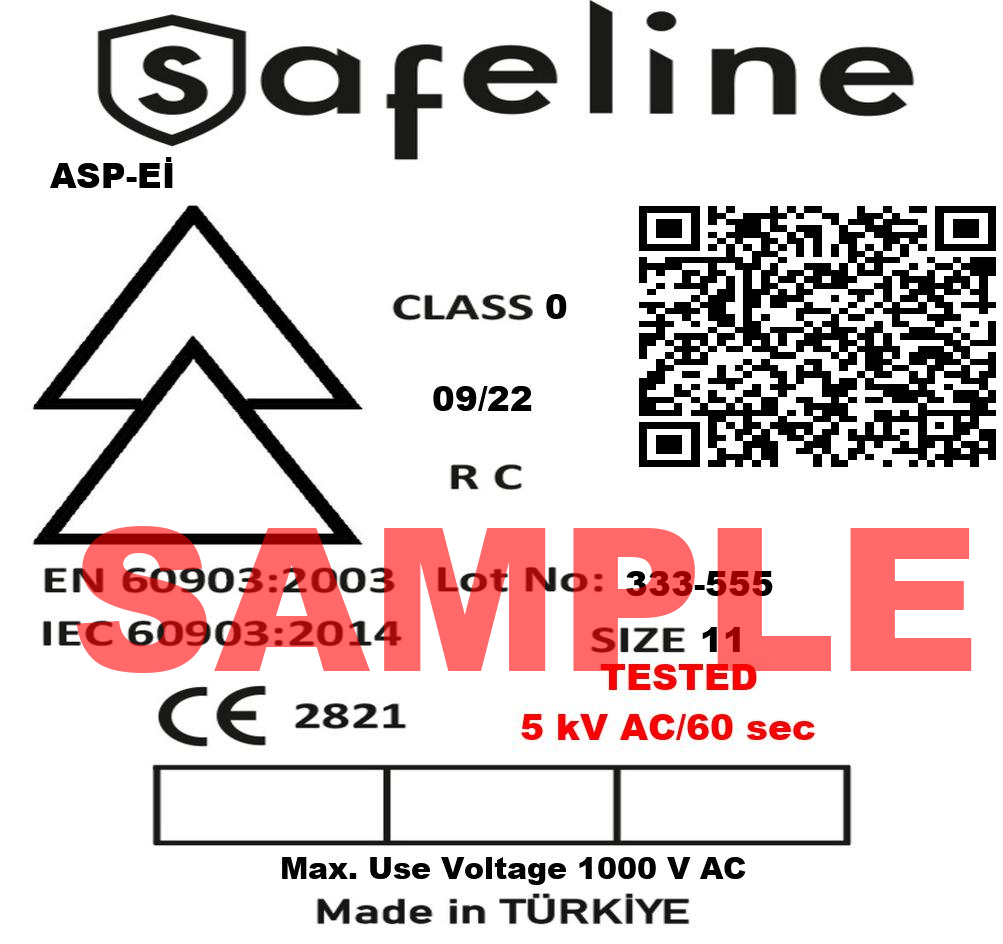 safeline
ASP-Eİ
CLASS 0
09/22
R C
SAMPLE
EN 60903:2003 Lot No: 333-555
IEC 60903:2014 SIZE 11
TESTED
CE 2821 5 kV AC/60 sec
Max. Use Voltage 1000 V AC
Made in TÜRKİYE